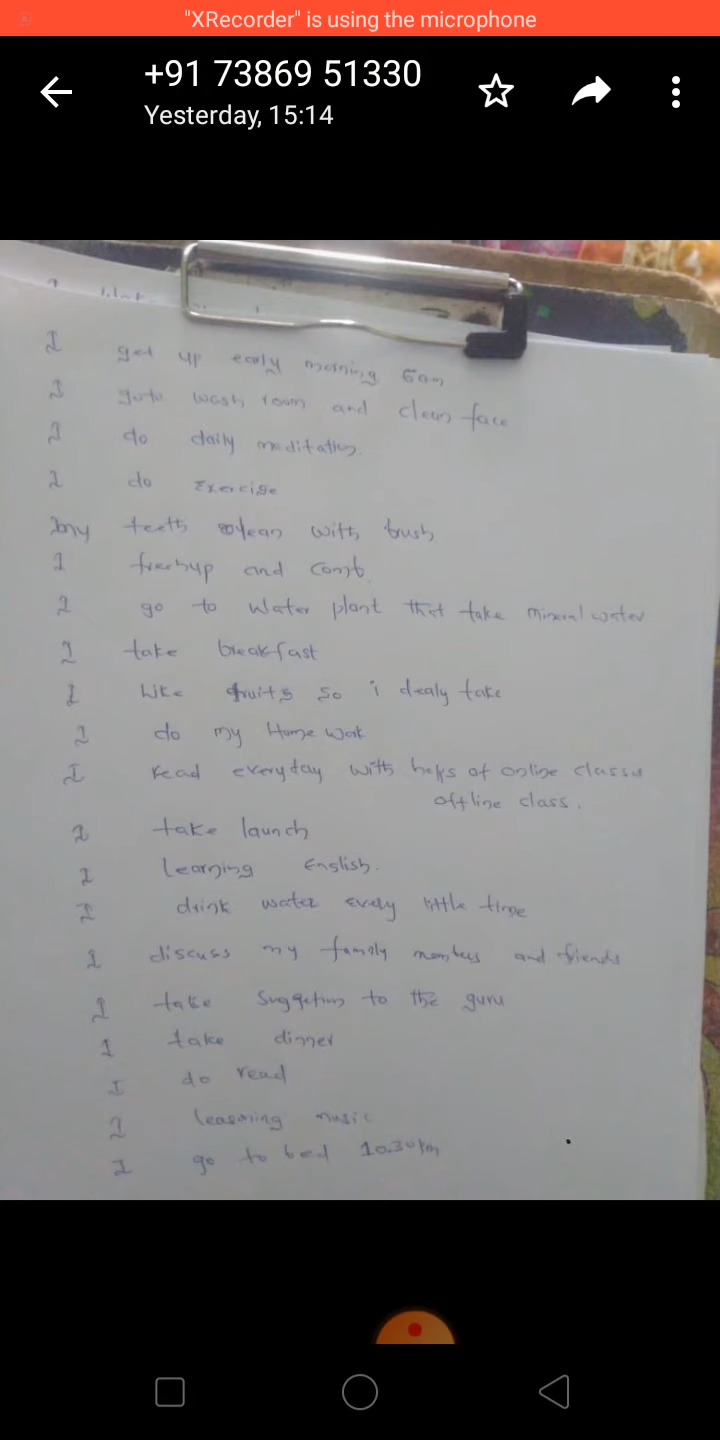 "XRecorder" is using the microphone
+91 73869 51330
Yesterday, 15:14
I get up early morning 6am
I goto wash room and clean face
I do daily meditation.
I do Exercise
my teeth clean with brush
I freshup and comb
I go to water plant that take mineral water
I take breakfast
I like fruits so i dealy take
I do my Home work
I read everyday with helps of online class
offline class.
I take launch
I learning English.
I drink water every little time
I discuss my family members and friends
I take to the guru
I take dinner
I do read
I learning music
I go to bed 10.30pm